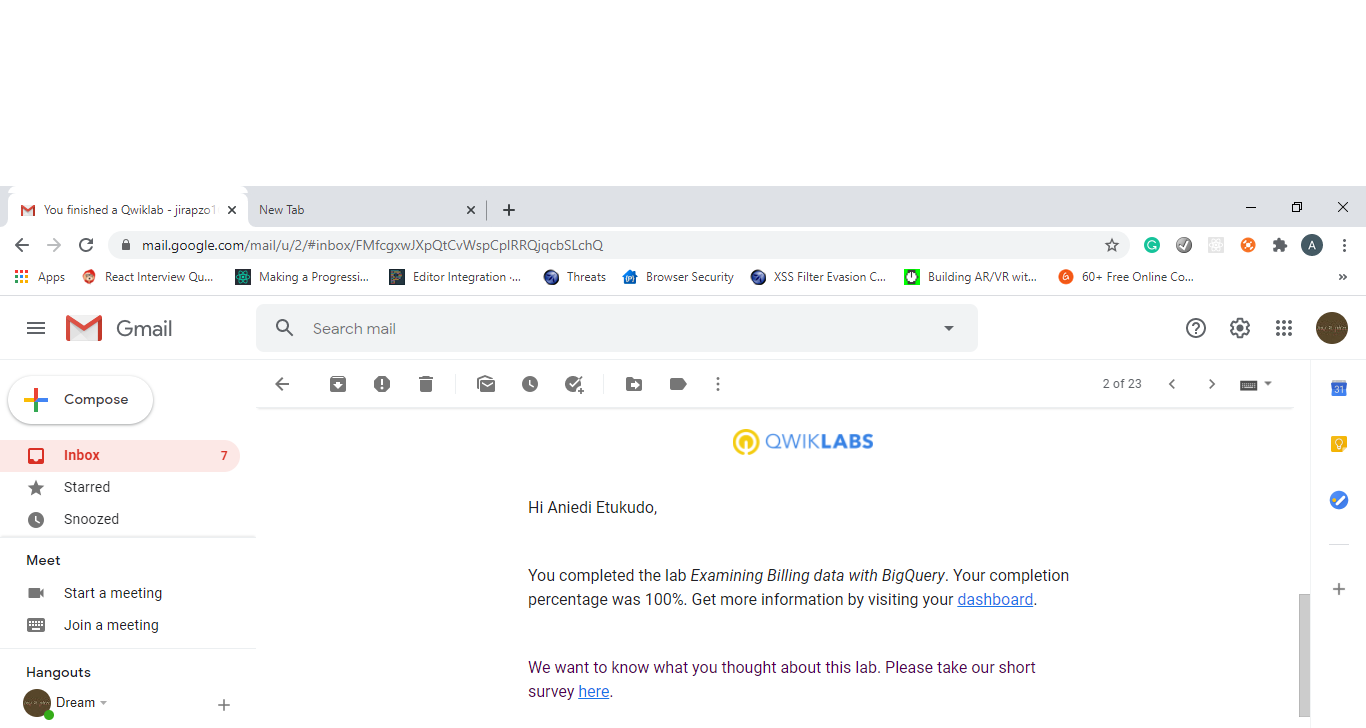 You finished a Qwiklab - jirapzo1
New Tab
mail.google.com/mail/u/2/#inbox/FMfcgxwJXpQtCvWspCplRRQjqcbSLchQ
A
Apps
React Interview Qu...
Making a Progressi...
Editor Integration ·...
Threats
Browser Security
XSS Filter Evasion C...
Building AR/VR wit...
60+ Free Online Co...
Gmail
Search mail
Compose
2 of 23
31
Inbox 7
Starred
Snoozed
Meet
Start a meeting
Join a meeting
Hangouts
Dream
QWIKLABS
Hi Aniedi Etukudo,
You completed the lab Examining Billing data with BigQuery. Your completion
percentage was 100%. Get more information by visiting your dashboard.
We want to know what you thought about this lab. Please take our short
survey here.